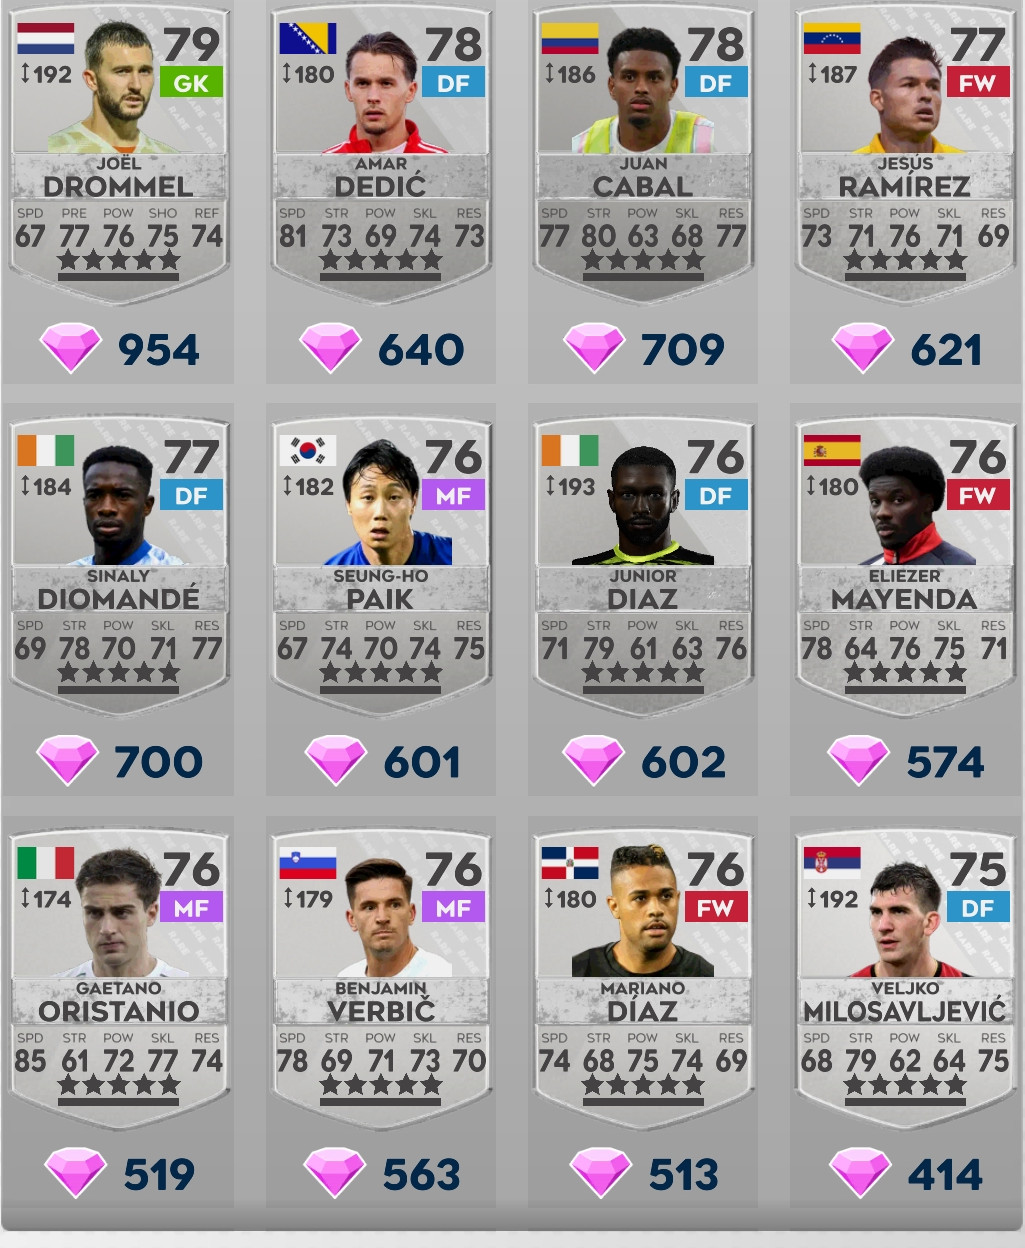 79
192
GK
JOËL
DROMMEL
SPD PRE POW SHO REF
67 77 76 75 74
954
78
180
DF
AMAR
DEDIĆ
SPD STR POW SKL RES
81 73 69 74 73
640
78
186
DF
JUAN
CABAL
SPD STR POW SKL RES
77 80 63 68 77
709
77
187
FW
JESÚS
RAMÍREZ
SPD STR POW SKL RES
73 71 76 71 69
621
77
184
DF
SINALY
DIOMANDÉ
SPD STR POW SKL RES
69 78 70 71 77
700
76
182
MF
SEUNG-HO
PAIK
SPD STR POW SKL RES
67 74 70 74 75
601
76
193
DF
JUNIOR
DIAZ
SPD STR POW SKL RES
71 79 61 63 76
602
76
180
FW
ELIEZER
MAYENDA
SPD STR POW SKL RES
78 64 76 75 71
574
76
174
MF
GAETANO
ORISTANIO
SPD STR POW SKL RES
85 61 72 77 74
519
76
179
MF
BENJAMIN
VERBIČ
SPD STR POW SKL RES
78 69 71 73 70
563
76
180
FW
MARIANO
DÍAZ
SPD STR POW SKL RES
74 68 75 74 69
513
75
192
DF
VELJKO
MILOSAVLJEVIĆ
SPD STR POW SKL RES
68 79 62 64 75
414